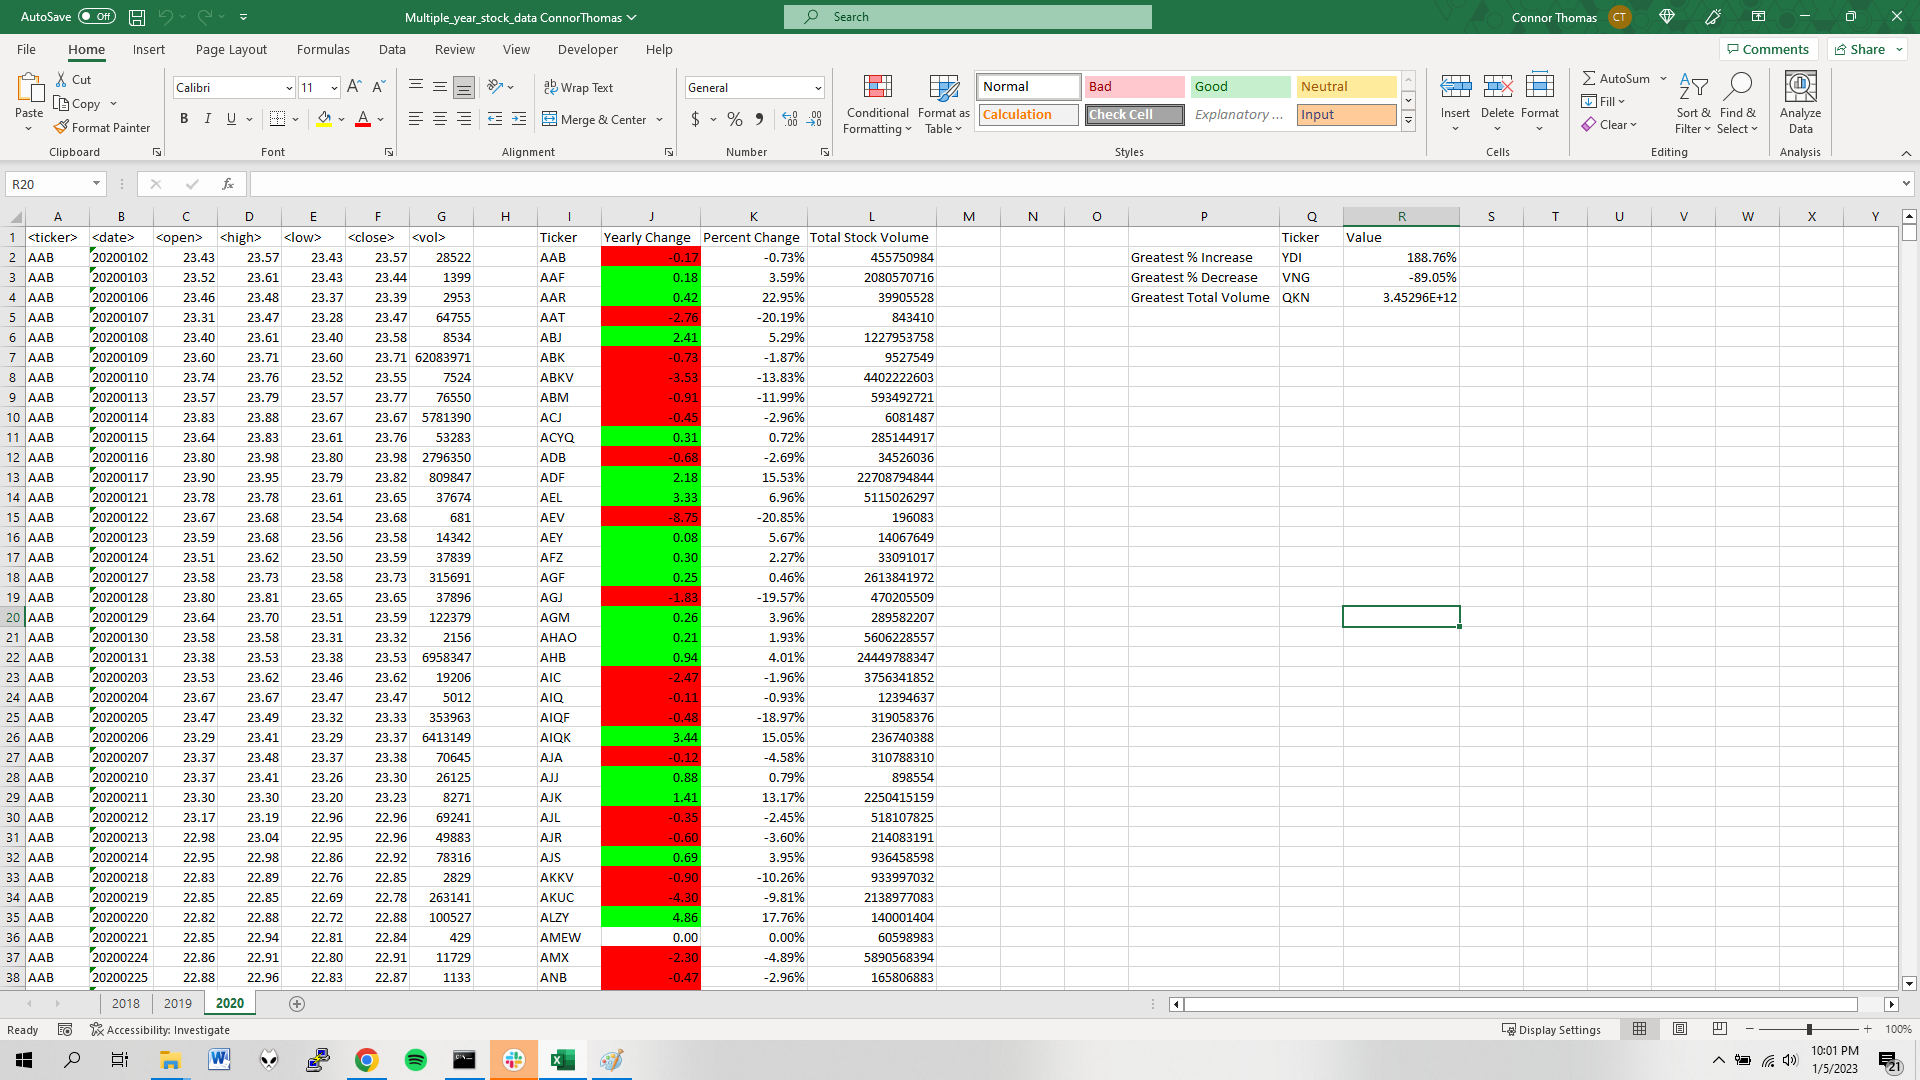 AutoSave Off Multiple_year_stock_data ConnorThomas Search Connor Thomas CT
File Home Insert Page Layout Formulas Data Review View Developer Help Comments Share
Paste Cut Copy Format Painter Clipboard
Calibri 11 B I U A Font
Wrap Text Merge & Center Alignment
General $ % Number
Conditional Formatting Format as Table
Normal Bad Good Neutral
Calculation Check Cell Explanatory ... Input
Styles
Insert Delete Format Cells
AutoSum Fill Clear Sort & Filter Find & Select Editing
Analyze Data Analysis
R20 fx
A B C D E F G H I J K L M N O P Q R S T U V W X Y
1 <ticker> <date> <open> <high> <low> <close> <vol> Ticker Yearly Change Percent Change Total Stock Volume Ticker Value
2 AAB 20200102 23.43 23.57 23.43 23.57 28522 AAB -0.17 -0.73% 455750984 Greatest % Increase YDI 188.76%
3 AAB 20200103 23.52 23.61 23.43 23.44 1399 AAF 0.18 3.59% 2080570716 Greatest % Decrease VNG -89.05%
4 AAB 20200106 23.46 23.48 23.37 23.39 2953 AAR 0.42 22.95% 39905528 Greatest Total Volume QKN 3.45296E+12
5 AAB 20200107 23.31 23.47 23.28 23.47 64755 AAT -2.76 -20.19% 843410
6 AAB 20200108 23.40 23.61 23.40 23.58 8534 ABJ 2.41 5.29% 1227953758
7 AAB 20200109 23.60 23.71 23.60 23.71 62083971 ABK -0.73 -1.87% 9527549
8 AAB 20200110 23.74 23.76 23.52 23.55 7524 ABKV -3.53 -13.83% 4402222603
9 AAB 20200113 23.57 23.79 23.57 23.77 76550 ABM -0.91 -11.99% 593492721
10 AAB 20200114 23.83 23.88 23.67 23.67 5781390 ACJ -0.45 -2.96% 6081487
11 AAB 20200115 23.64 23.83 23.61 23.76 53283 ACYQ 0.31 0.72% 285144917
12 AAB 20200116 23.80 23.98 23.80 23.98 2796350 ADB -0.68 -2.69% 34526036
13 AAB 20200117 23.90 23.95 23.79 23.82 809847 ADF 2.18 15.53% 22708794844
14 AAB 20200121 23.78 23.78 23.61 23.65 37674 AEL 3.33 6.96% 5115026297
15 AAB 20200122 23.67 23.68 23.54 23.68 681 AEV -8.75 -20.85% 196083
16 AAB 20200123 23.59 23.68 23.56 23.58 14342 AEY 0.08 5.67% 14067649
17 AAB 20200124 23.51 23.62 23.50 23.59 37839 AFZ 0.30 2.27% 33091017
18 AAB 20200127 23.58 23.73 23.58 23.73 315691 AGF 0.25 0.46% 2613841972
19 AAB 20200128 23.80 23.81 23.65 23.65 37896 AGJ -1.83 -19.57% 470205509
20 AAB 20200129 23.64 23.70 23.51 23.59 122379 AGM 0.26 3.96% 289582207
21 AAB 20200130 23.58 23.58 23.31 23.32 2156 AHAO 0.21 1.93% 5606228557
22 AAB 20200131 23.38 23.53 23.38 23.53 6958347 AHB 0.94 4.01% 24449788347
23 AAB 20200203 23.53 23.62 23.46 23.62 19206 AIC -2.47 -1.96% 3756341852
24 AAB 20200204 23.67 23.67 23.47 23.47 5012 AIQ -0.11 -0.93% 12394637
25 AAB 20200205 23.47 23.49 23.32 23.33 353963 AIQF -0.48 -18.97% 319058376
26 AAB 20200206 23.29 23.41 23.29 23.37 6413149 AIQK 3.44 15.05% 236740388
27 AAB 20200207 23.37 23.48 23.37 23.38 70645 AJA -0.12 -4.58% 310788310
28 AAB 20200210 23.37 23.41 23.26 23.30 26125 AJJ 0.88 0.79% 898554
29 AAB 20200211 23.30 23.30 23.20 23.23 8271 AJK 1.41 13.17% 2250415159
30 AAB 20200212 23.17 23.19 22.96 22.96 69241 AJL -0.35 -2.45% 518107825
31 AAB 20200213 22.98 23.04 22.95 22.96 49883 AJR -0.60 -3.60% 214083191
32 AAB 20200214 22.95 22.98 22.86 22.92 78316 AJS 0.69 3.95% 936458598
33 AAB 20200218 22.83 22.89 22.76 22.85 2829 AKKV -0.90 -10.26% 933997032
34 AAB 20200219 22.85 22.85 22.69 22.78 263141 AKUC -4.30 -9.81% 2138977083
35 AAB 20200220 22.82 22.88 22.72 22.88 100527 ALZY 4.86 17.76% 140001404
36 AAB 20200221 22.85 22.94 22.81 22.84 429 AMEW 0.00 0.00% 60598983
37 AAB 20200224 22.86 22.91 22.80 22.91 11729 AMX -2.30 -4.89% 5890568394
38 AAB 20200225 22.88 22.96 22.83 22.87 1133 ANB -0.47 -2.96% 165806883
2018 2019 2020
Ready Accessibility: Investigate Display Settings 100%
10:01 PM
1/5/2023
21